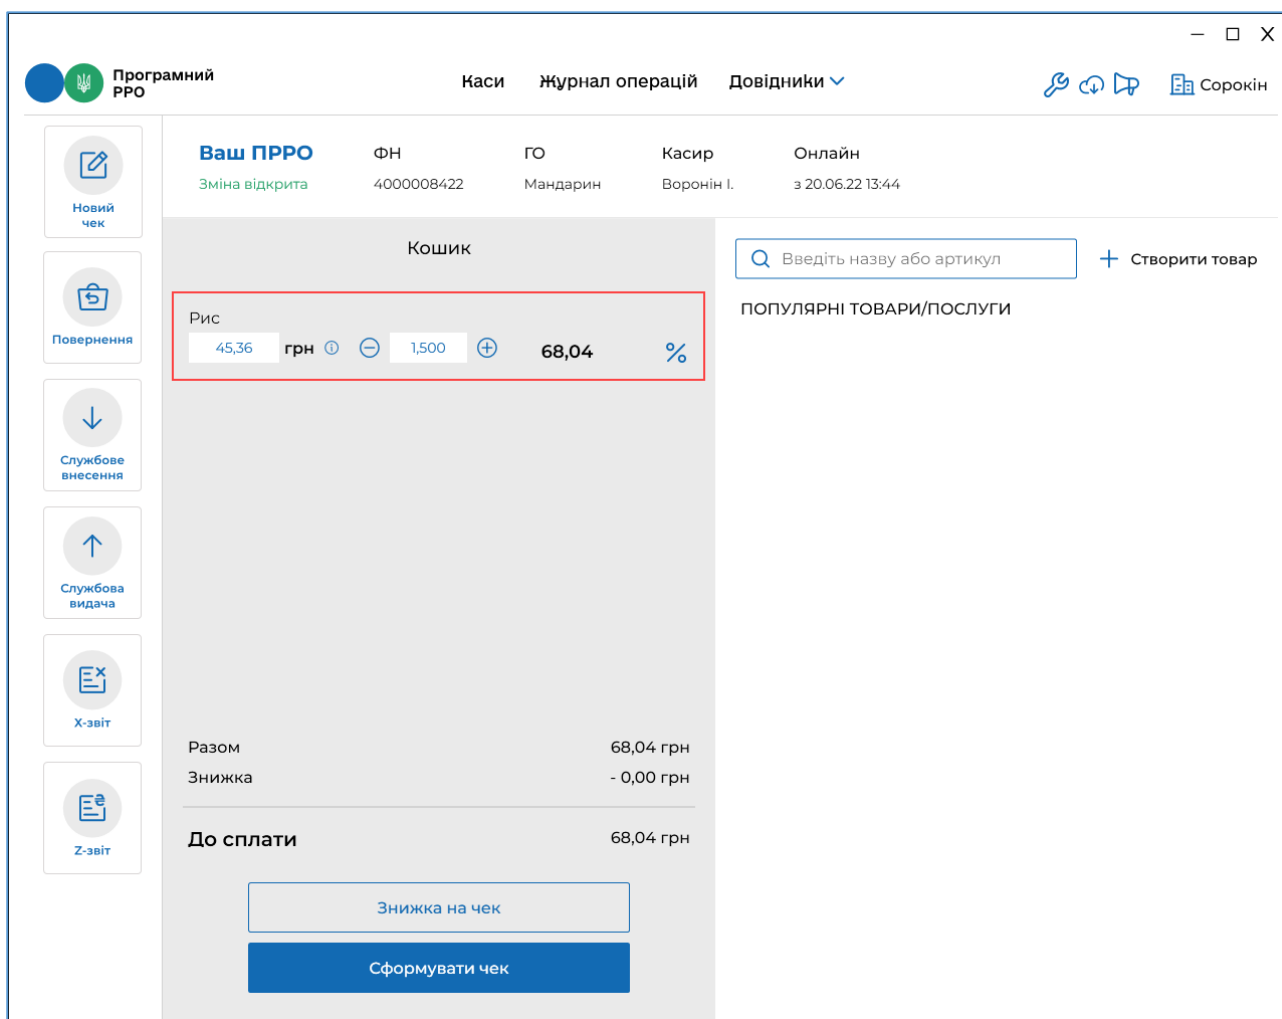 Програмний
РРО
Каси
Журнал операцій
Довідники
Сорокін
Новий
чек
Повернення
Службове
внесення
Службова
видача
X-звіт
Z-звіт
Ваш ПРРО
ФН
ГО
Касир
Онлайн
Зміна відкрита
4000008422
Мандарин
Воронін І.
з 20.06.22 13:44
Кошик
Рис
45,36 грн 1,500 68,04 %
Разом 68,04 грн
Знижка - 0,00 грн
До сплати 68,04 грн
Знижка на чек
Сформувати чек
Введіть назву або артикул
Створити товар
ПОПУЛЯРНІ ТОВАРИ/ПОСЛУГИ